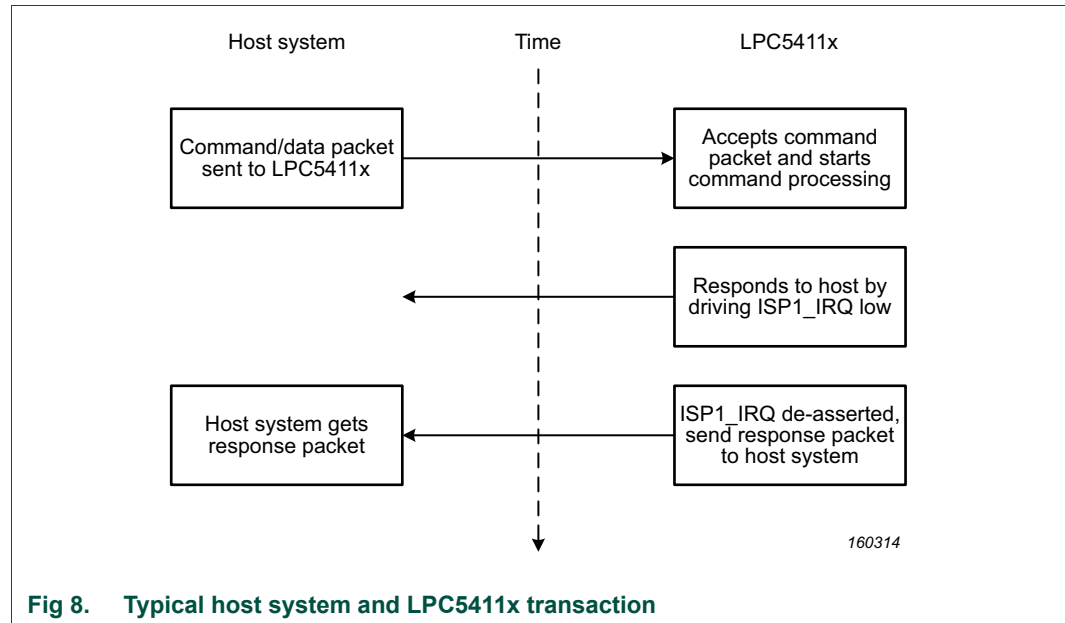 Host system
Time
LPC5411x
Command/data packet
sent to LPC5411x
Accepts command
packet and starts
command processing
Responds to host by
driving ISP1_IRQ low
Host system gets
response packet
ISP1_IRQ de-asserted,
send response packet
to host system
160314
Fig 8. Typical host system and LPC5411x transaction